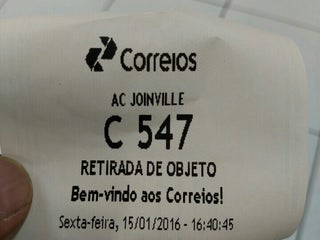 Correios
AC JOINVILLE
C 547
RETIRADA DE OBJETO
Bem-vindo aos Correios!
Sexta-feira, 15/01/2016 - 16:40:45